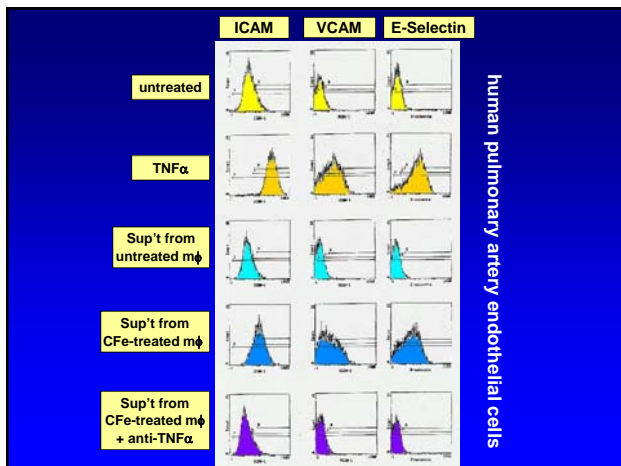 ICAM
VCAM
E-Selectin
untreated
TNFα
Sup't from
untreated mϕ
Sup't from
CFe-treated mϕ
Sup't from
CFe-treated mϕ
+ anti-TNFα
human pulmonary artery endothelial cells